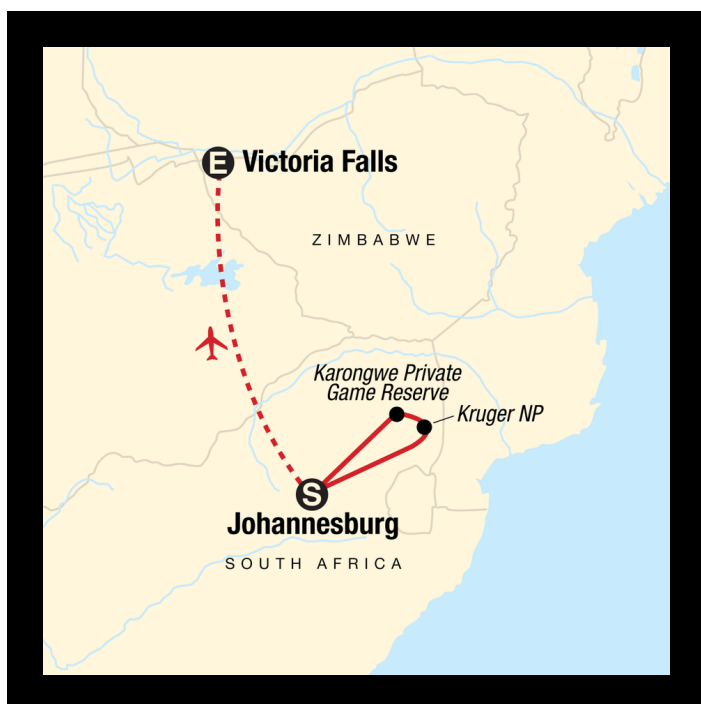 E Victoria Falls
ZIMBABWE
Karongwe Private
Game Reserve
Kruger NP
S
Johannesburg
SOUTH AFRICA